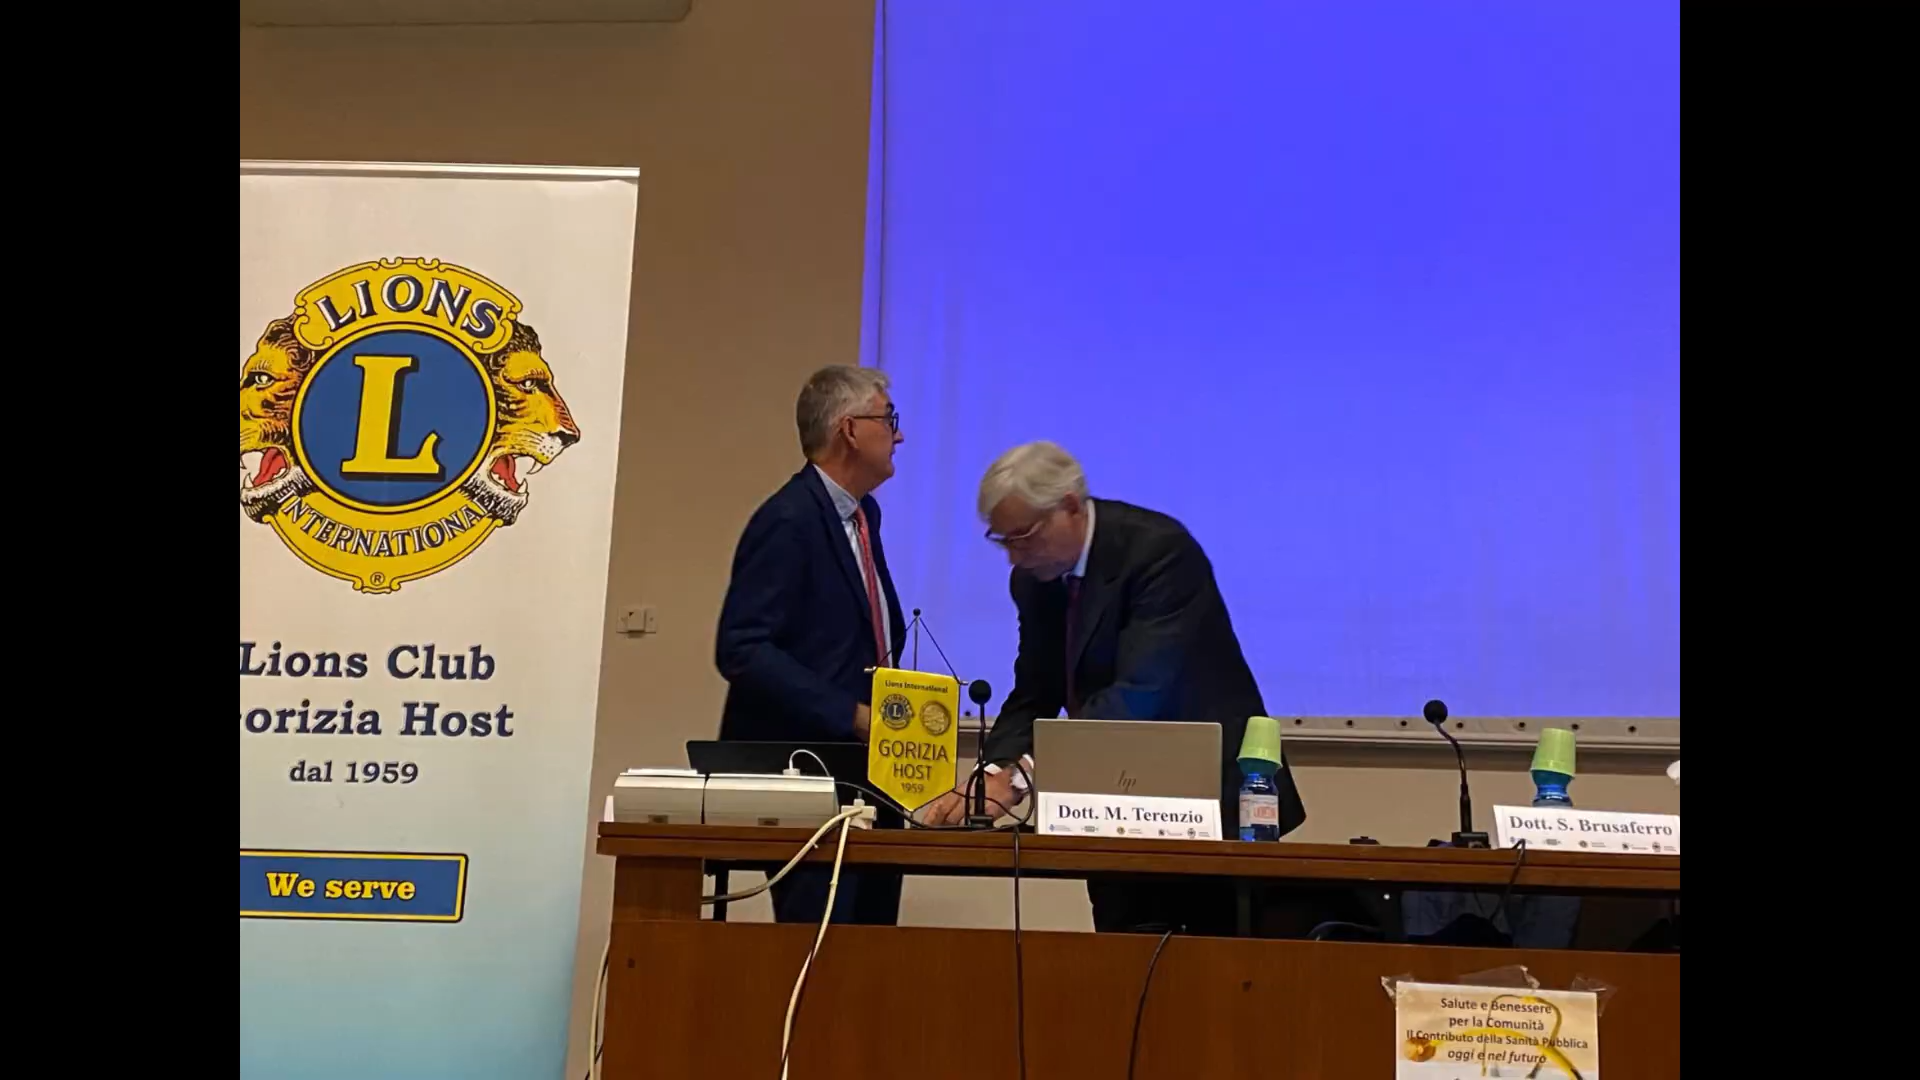 LIONS
L
INTERNATIONAL
®
Lions Club
orizia Host
dal 1959
We serve
Lions International
L
GORIZIA
HOST
1959
hp
Dott. M. Terenzio
Dott. S. Brusaferro
Salute e Benessere
per la Comunità
Il Contributo della Sanità Pubblica
oggi e nel futuro